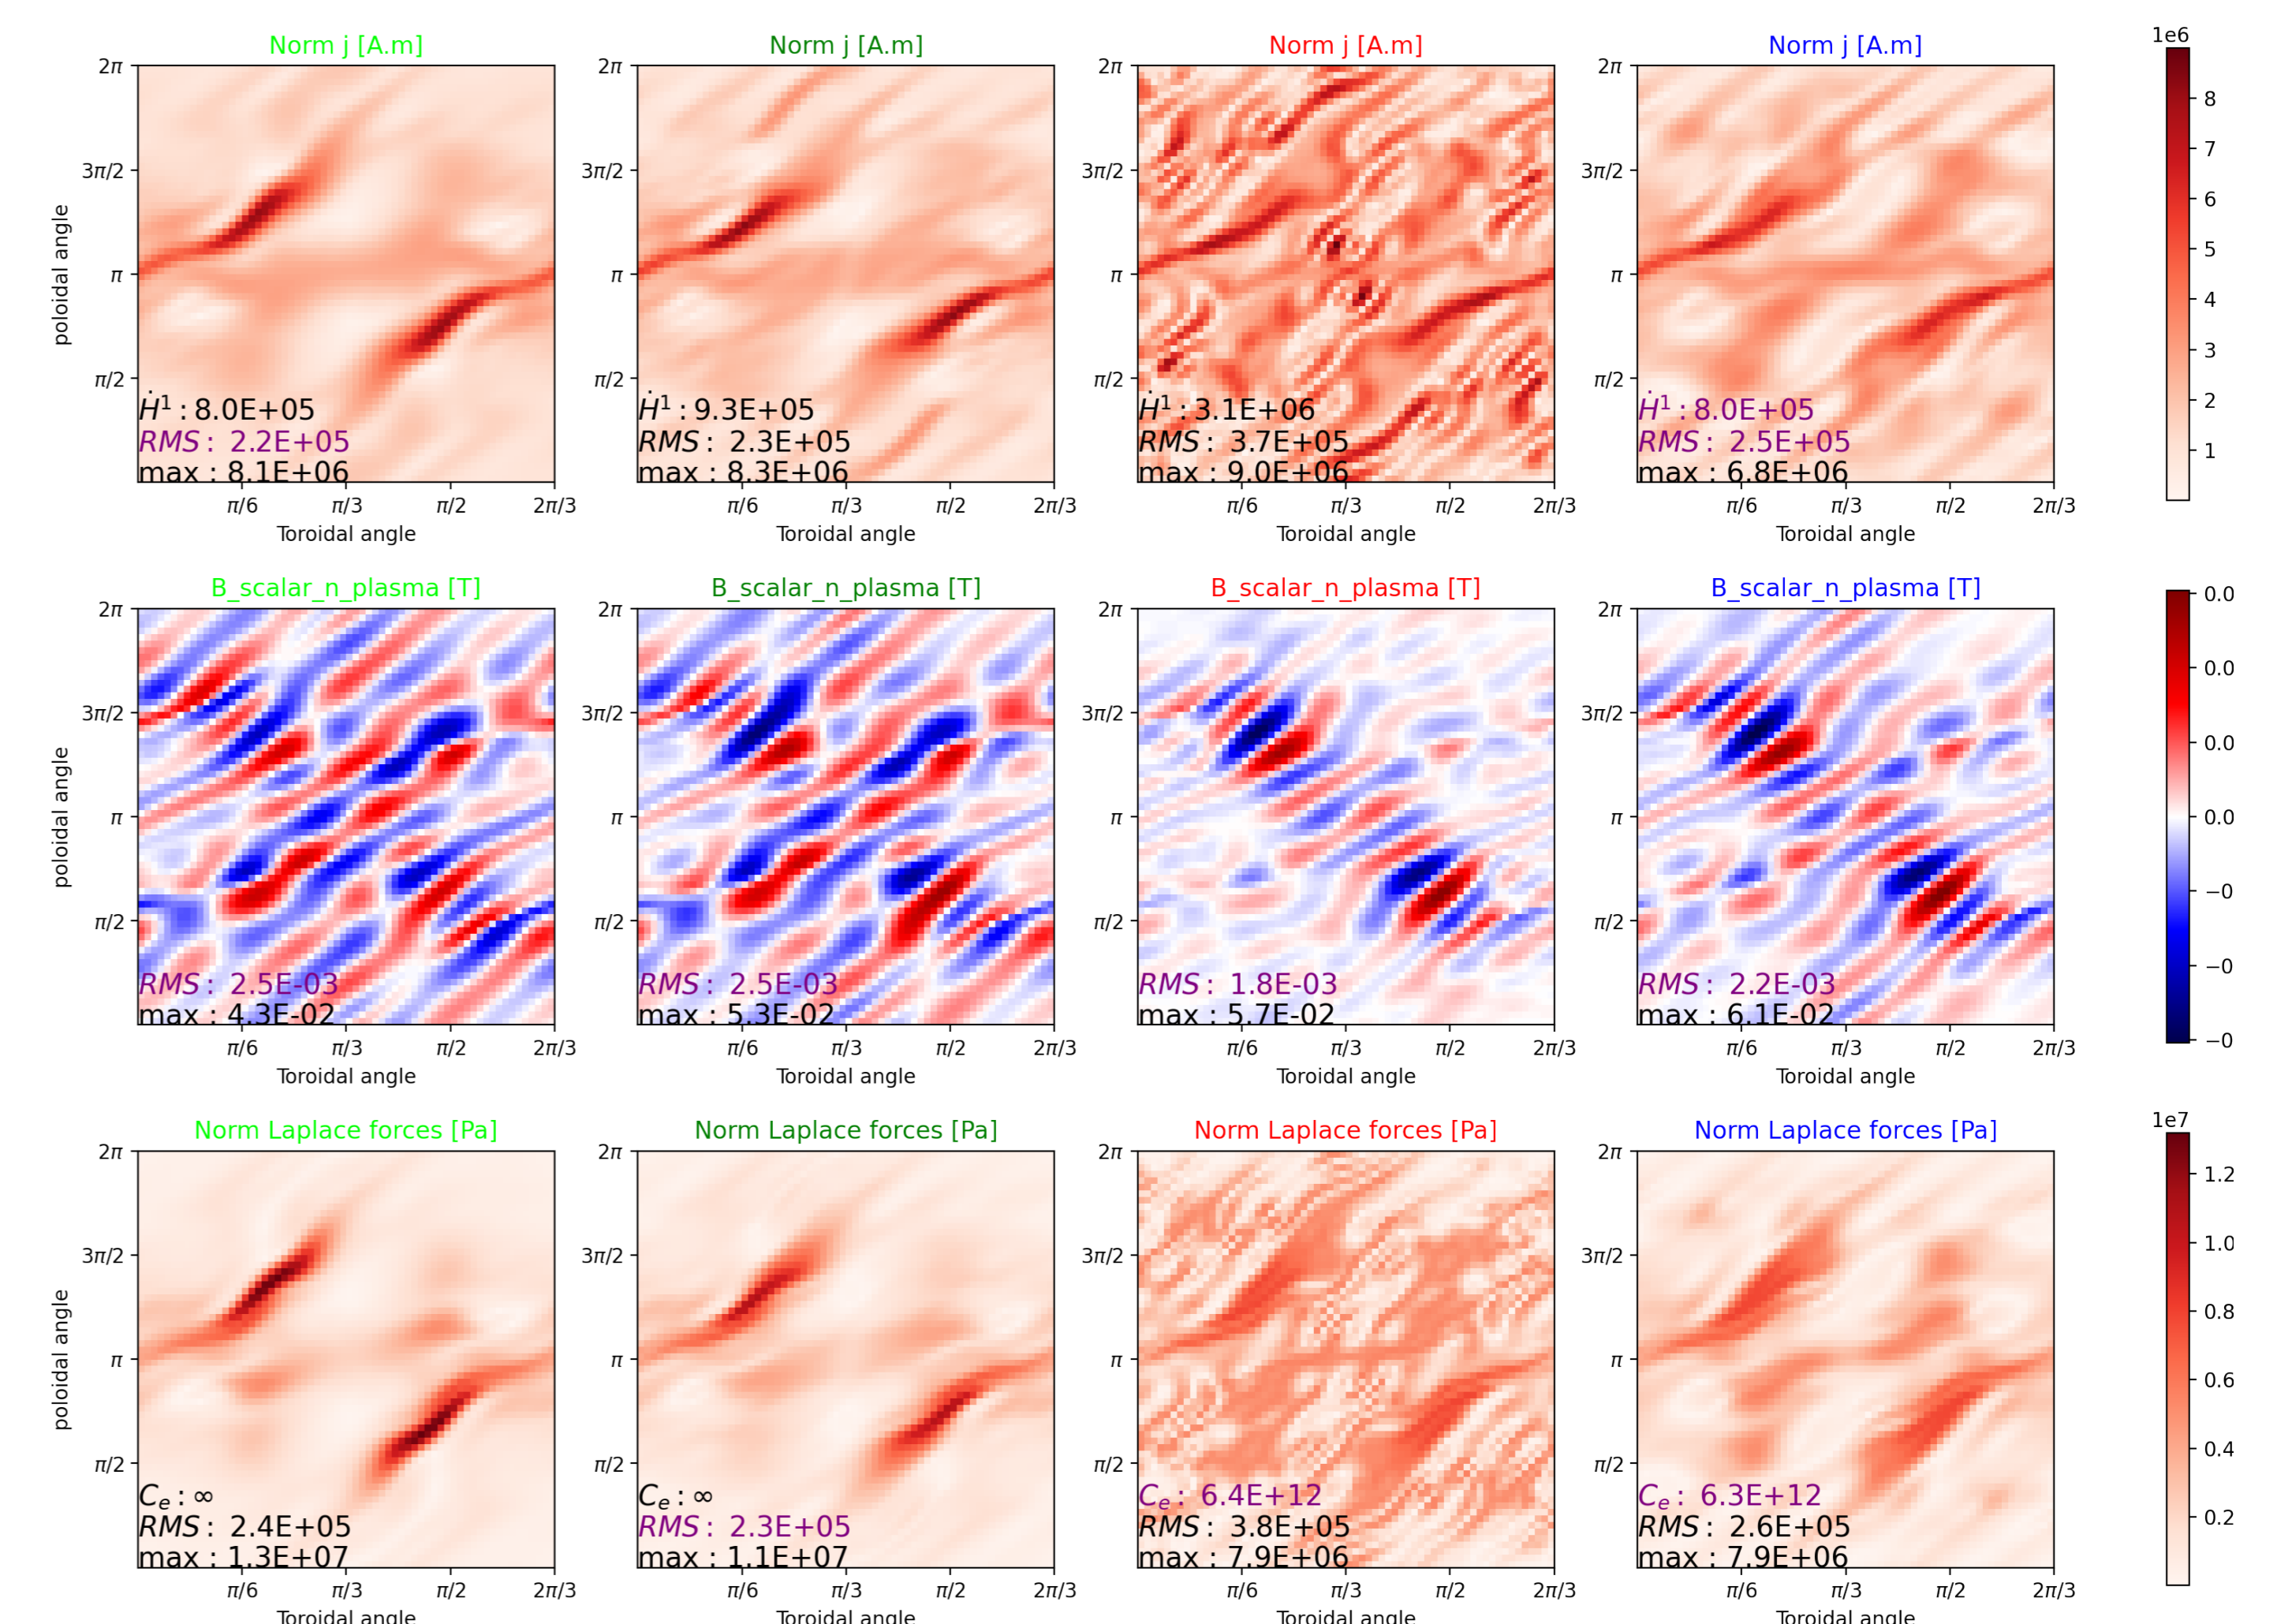 Norm j [A.m]
Norm j [A.m]
Norm j [A.m]
Norm j [A.m]
1e6
2π
3π/2
π
π/2
poloidal angle
Ḣ¹ : 8.0E+05
RMS : 2.2E+05
max : 8.1E+06
π/6 π/3 π/2 2π/3
Toroidal angle
2π
3π/2
π
π/2
Ḣ¹ : 9.3E+05
RMS : 2.3E+05
max : 8.3E+06
π/6 π/3 π/2 2π/3
Toroidal angle
2π
3π/2
π
π/2
Ḣ¹ : 3.1E+06
RMS : 3.7E+05
max : 9.0E+06
π/6 π/3 π/2 2π/3
Toroidal angle
2π
3π/2
π
π/2
Ḣ¹ : 8.0E+05
RMS : 2.5E+05
max : 6.8E+06
π/6 π/3 π/2 2π/3
Toroidal angle
8
7
6
5
4
3
2
1
B_scalar_n_plasma [T]
B_scalar_n_plasma [T]
B_scalar_n_plasma [T]
B_scalar_n_plasma [T]
2π
3π/2
π
π/2
poloidal angle
RMS : 2.5E-03
max : 4.3E-02
π/6 π/3 π/2 2π/3
Toroidal angle
2π
3π/2
π
π/2
RMS : 2.5E-03
max : 5.3E-02
π/6 π/3 π/2 2π/3
Toroidal angle
2π
3π/2
π
π/2
RMS : 1.8E-03
max : 5.7E-02
π/6 π/3 π/2 2π/3
Toroidal angle
2π
3π/2
π
π/2
RMS : 2.2E-03
max : 6.1E-02
π/6 π/3 π/2 2π/3
Toroidal angle
0.0
0.0
0.0
0.0
−0
−0
−0
Norm Laplace forces [Pa]
Norm Laplace forces [Pa]
Norm Laplace forces [Pa]
Norm Laplace forces [Pa]
1e7
2π
3π/2
π
π/2
poloidal angle
Cₑ : ∞
RMS : 2.4E+05
max : 1.3E+07
π/6 π/3 π/2 2π/3
Toroidal angle
2π
3π/2
π
π/2
Cₑ : ∞
RMS : 2.3E+05
max : 1.1E+07
π/6 π/3 π/2 2π/3
Toroidal angle
2π
3π/2
π
π/2
Cₑ : 6.4E+12
RMS : 3.8E+05
max : 7.9E+06
π/6 π/3 π/2 2π/3
Toroidal angle
2π
3π/2
π
π/2
Cₑ : 6.3E+12
RMS : 2.6E+05
max : 7.9E+06
π/6 π/3 π/2 2π/3
Toroidal angle
1.2
1.0
0.8
0.6
0.4
0.2